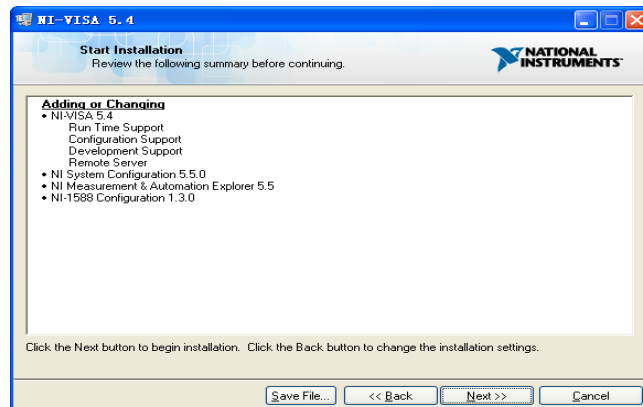 NI-VISA 5.4
Start Installation
Review the following summary before continuing.
NATIONAL
INSTRUMENTS
Adding or Changing
• NI-VISA 5.4
Run Time Support
Configuration Support
Development Support
Remote Server
• NI System Configuration 5.5.0
• NI Measurement & Automation Explorer 5.5
• NI-1588 Configuration 1.3.0
Click the Next button to begin installation. Click the Back button to change the installation settings.
Save File... << Back Next >> Cancel